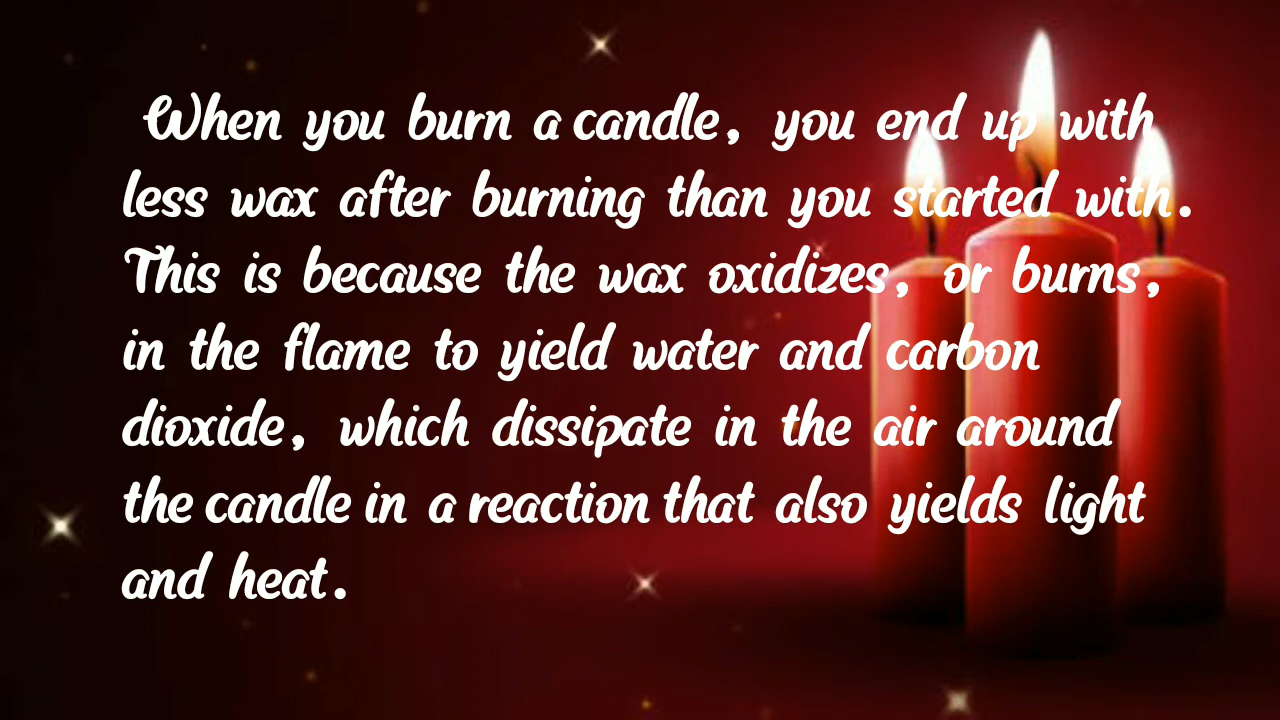 When you burn a candle, you end up with
less wax after burning than you started with.
This is because the wax oxidizes, or burns,
in the flame to yield water and carbon
dioxide, which dissipate in the air around
the candle in a reaction that also yields light
and heat.